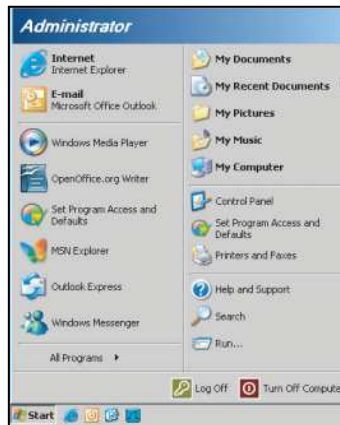 Administrator
Internet
Internet Explorer
E-mail
Microsoft Office Outlook
Windows Media Player
OpenOffice.org Writer
Set Program Access and
Defaults
MSN Explorer
Outlook Express
Windows Messenger
All Programs
My Documents
My Recent Documents
My Pictures
My Music
My Computer
Control Panel
Set Program Access and
Defaults
Printers and Faxes
Help and Support
Search
Run...
Log Off
Turn Off Compute
Start